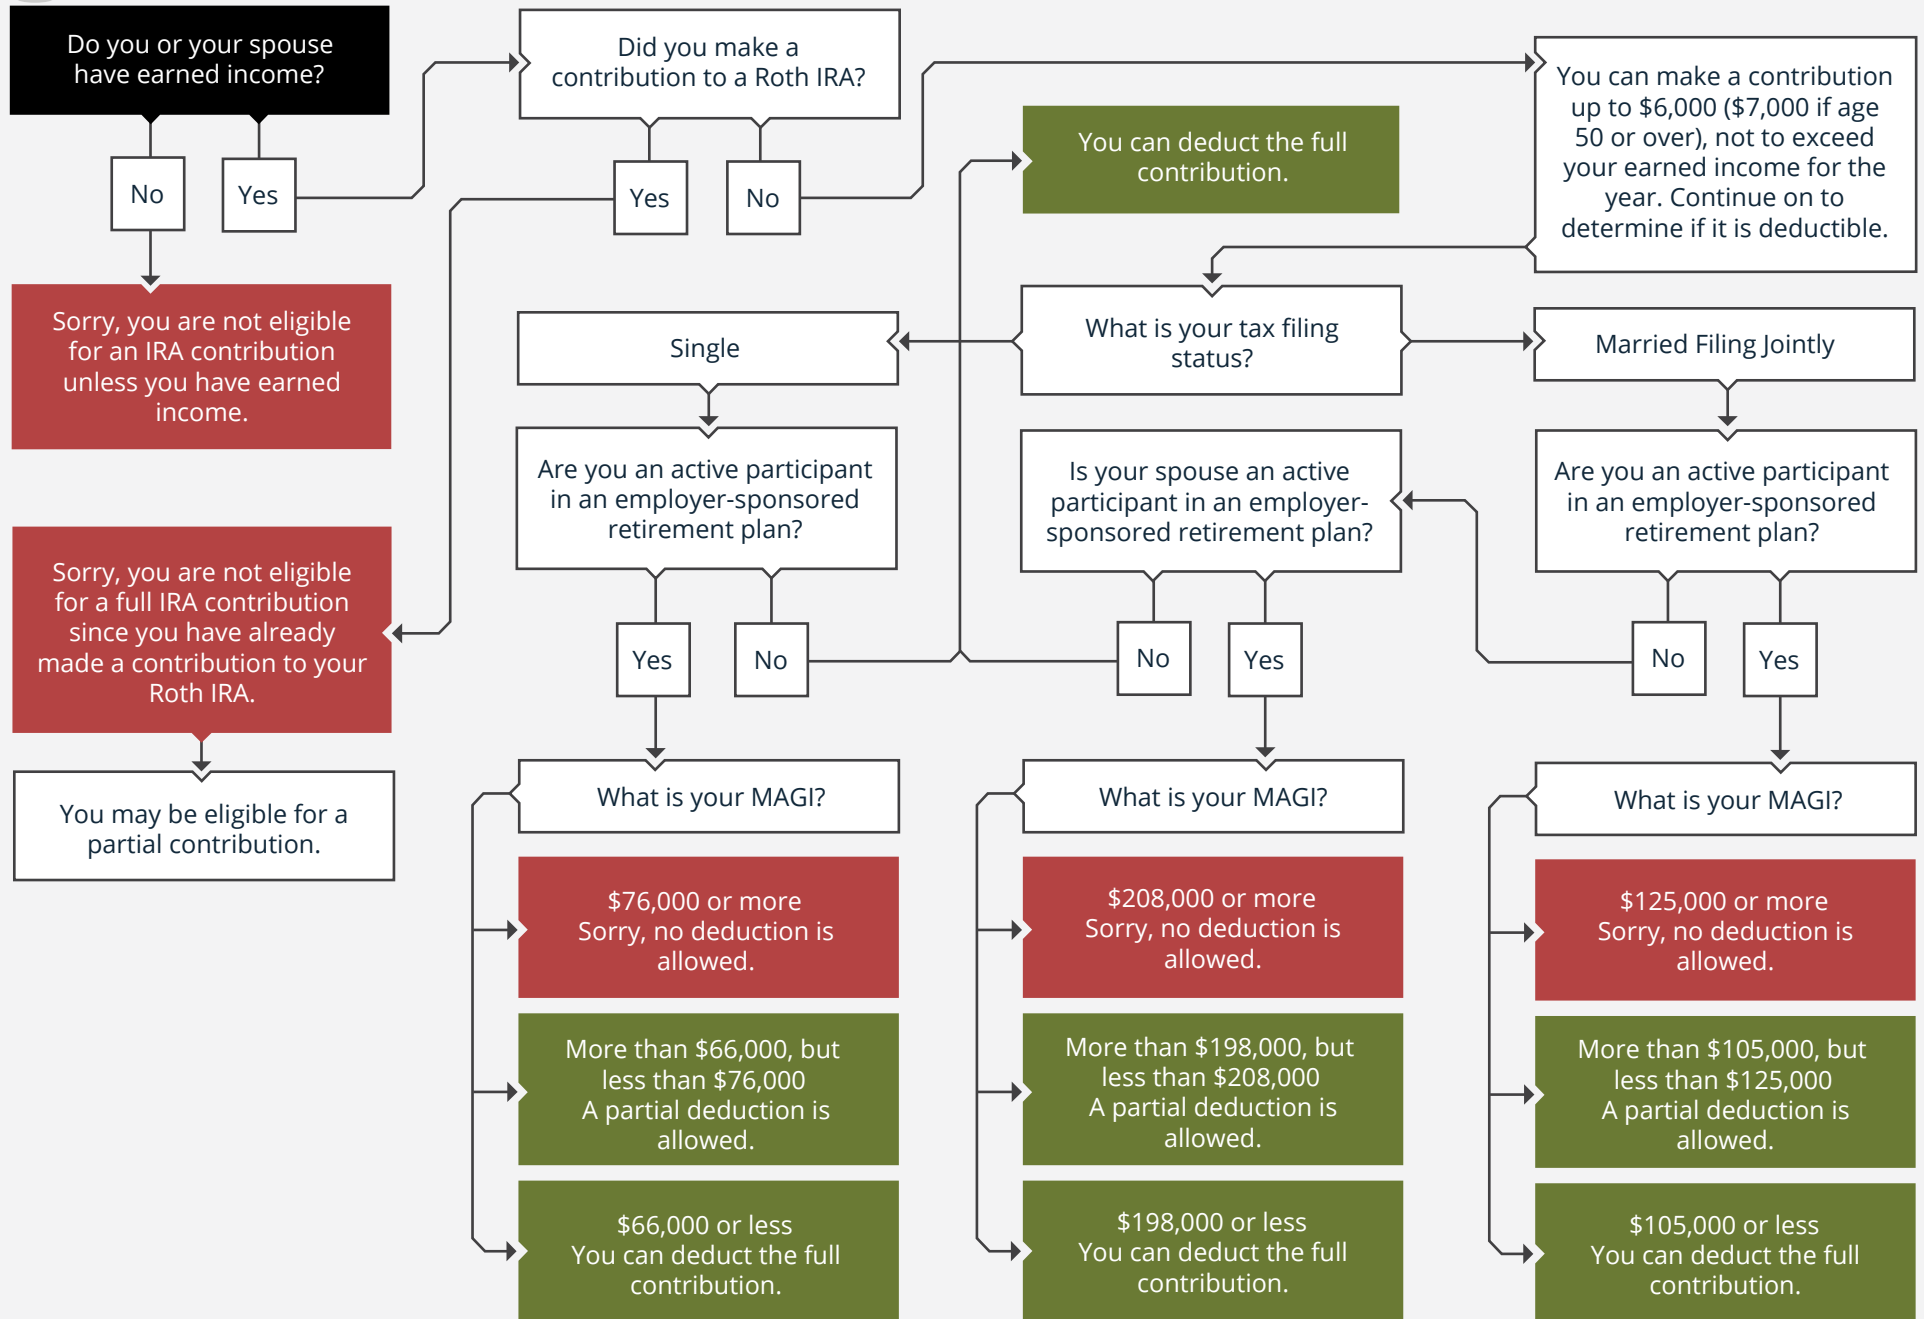 Do you or your spouse
have earned income?
No
Yes
Sorry, you are not eligible
for an IRA contribution
unless you have earned
income.
Did you make a
contribution to a Roth IRA?
Yes
No
Sorry, you are not eligible
for a full IRA contribution
since you have already
made a contribution to your
Roth IRA.
You may be eligible for a
partial contribution.
You can make a contribution
up to $6,000 ($7,000 if age
50 or over), not to exceed
your earned income for the
year. Continue on to
determine if it is deductible.
You can deduct the full
contribution.
What is your tax filing
status?
Single
Married Filing Jointly
Are you an active participant
in an employer-sponsored
retirement plan?
Yes
No
Is your spouse an active
participant in an employer-
sponsored retirement plan?
No
Yes
Are you an active participant
in an employer-sponsored
retirement plan?
No
Yes
What is your MAGI?
$76,000 or more
Sorry, no deduction is
allowed.
More than $66,000, but
less than $76,000
A partial deduction is
allowed.
$66,000 or less
You can deduct the full
contribution.
What is your MAGI?
$208,000 or more
Sorry, no deduction is
allowed.
More than $198,000, but
less than $208,000
A partial deduction is
allowed.
$198,000 or less
You can deduct the full
contribution.
What is your MAGI?
$125,000 or more
Sorry, no deduction is
allowed.
More than $105,000, but
less than $125,000
A partial deduction is
allowed.
$105,000 or less
You can deduct the full
contribution.